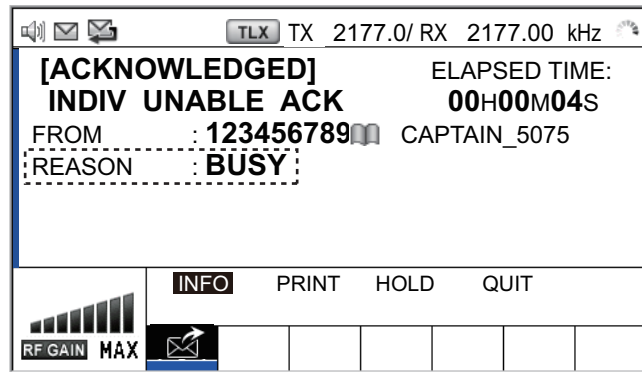 TLX TX 2177.0/ RX 2177.00 kHz
[ACKNOWLEDGED] ELAPSED TIME:
INDIV UNABLE ACK 00H00M04S
FROM : 123456789 CAPTAIN_5075
REASON : BUSY
INFO PRINT HOLD QUIT
RF GAIN MAX